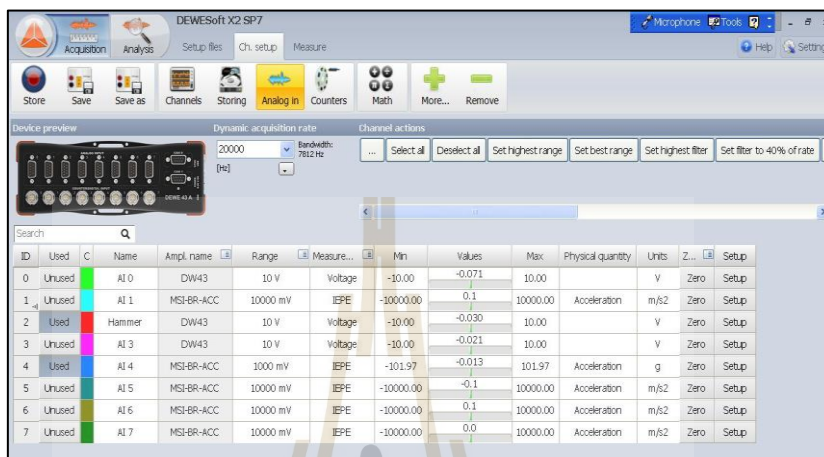 DEWESoft X2 SP7
Microphone Tools
Acquisition Analysis Setup files Ch. setup Measure
Help Setting
Store Save Save as Channels Storing Analog in Counters Math More... Remove
Device preview Dynamic acquisition rate Channel actions
20000 Bandwidth: 7812 Hz
[Hz]
... Select all Deselect all Set highest range Set best range Set highest filter Set filter to 40% of rate
DEWE 43 A
Search
ID Used C Name Ampl. name Range Measure... Min Values Max Physical quantity Units Z... Setup
0 Unused AI 0 DW43 10 V Voltage -10.00 -0.071 10.00 V Zero Setup
1 Unused AI 1 MSI-BR-ACC 10000 mV IEPE -10000.00 0.1 10000.00 Acceleration m/s2 Zero Setup
2 Used Hammer DW43 10 V Voltage -10.00 -0.030 10.00 V Zero Setup
3 Unused AI 3 DW43 10 V Voltage -10.00 -0.021 10.00 V Zero Setup
4 Used AI 4 MSI-BR-ACC 1000 mV IEPE -101.97 -0.013 101.97 Acceleration g Zero Setup
5 Unused AI 5 MSI-BR-ACC 10000 mV IEPE -10000.00 -0.1 10000.00 Acceleration m/s2 Zero Setup
6 Unused AI 6 MSI-BR-ACC 10000 mV IEPE -10000.00 0.1 10000.00 Acceleration m/s2 Zero Setup
7 Unused AI 7 MSI-BR-ACC 10000 mV IEPE -10000.00 0.0 10000.00 Acceleration m/s2 Zero Setup